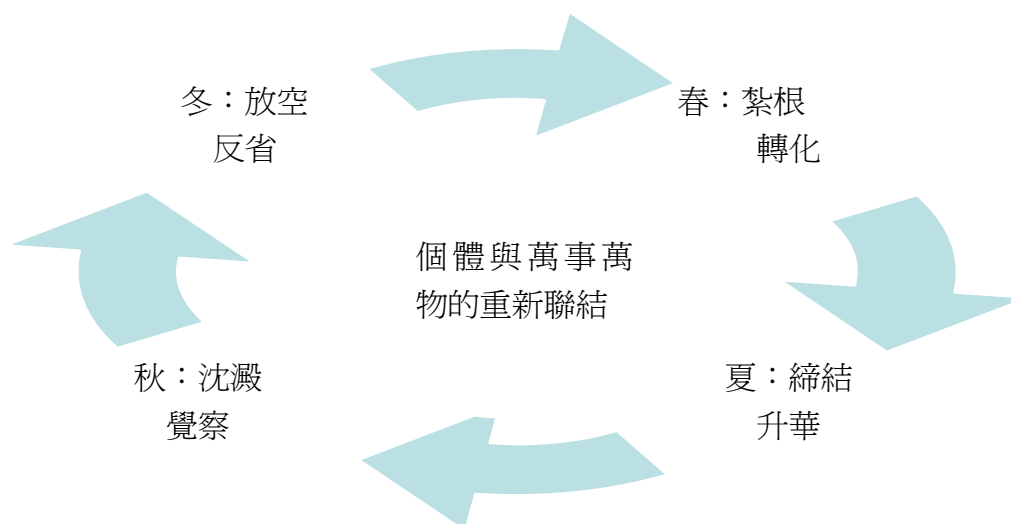 冬：放空
反省
春：紮根
轉化
個體與萬事萬
物的重新聯結
秋：沈澱
覺察
夏：締結
升華